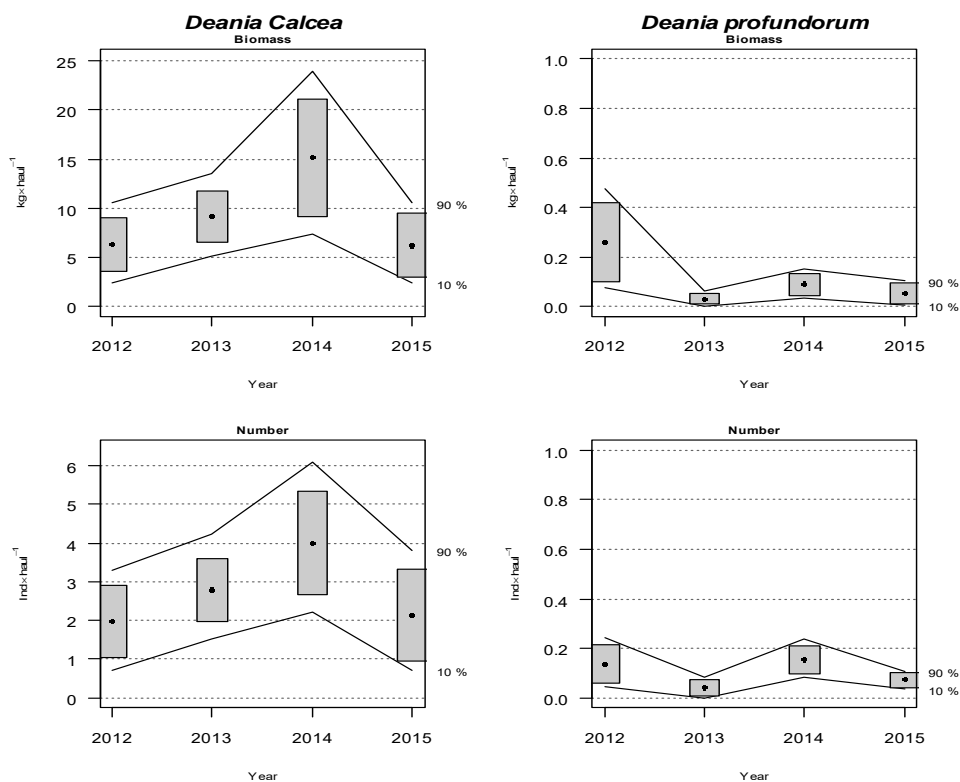 Deania Calcea
Biomass
25
20
15
10
5
0
kg×haul⁻¹
90 %
10 %
2012 2013 2014 2015
Year
Deania profundorum
Biomass
1.0
0.8
0.6
0.4
0.2
0.0
kg×haul⁻¹
90 %
10 %
2012 2013 2014 2015
Year
Number
6
5
4
3
2
1
0
Ind×haul⁻¹
90 %
10 %
2012 2013 2014 2015
Year
Number
1.0
0.8
0.6
0.4
0.2
0.0
Ind×haul⁻¹
90 %
10 %
2012 2013 2014 2015
Year